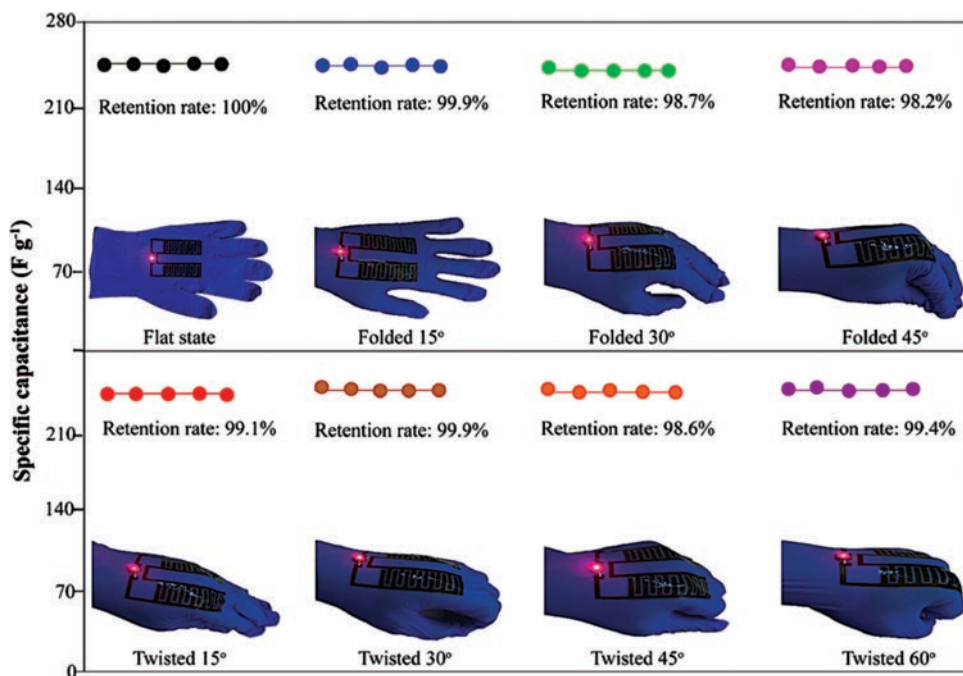 280
210
140
70
Specific capacitance (F g⁻¹)
Retention rate: 100%
Retention rate: 99.9%
Retention rate: 98.7%
Retention rate: 98.2%
Flat state
Folded 15°
Folded 30°
Folded 45°
210
140
70
0
Retention rate: 99.1%
Retention rate: 99.9%
Retention rate: 98.6%
Retention rate: 99.4%
Twisted 15°
Twisted 30°
Twisted 45°
Twisted 60°